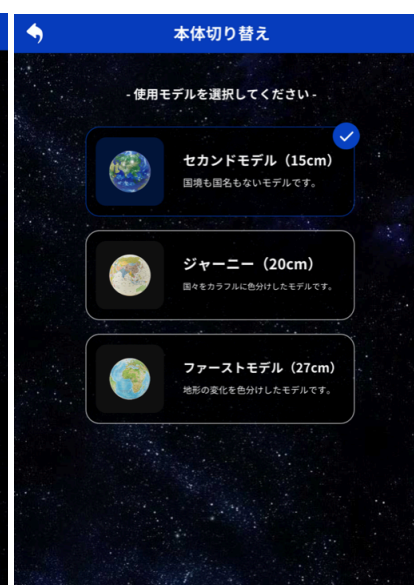 本体切り替え
- 使用モデルを選択してください -
セカンドモデル（15cm）
国境も国名もないモデルです。
ジャーニー（20cm）
国々をカラフルに色分けしたモデルです。
ファーストモデル（27cm）
地形の変化を色分けしたモデルです。